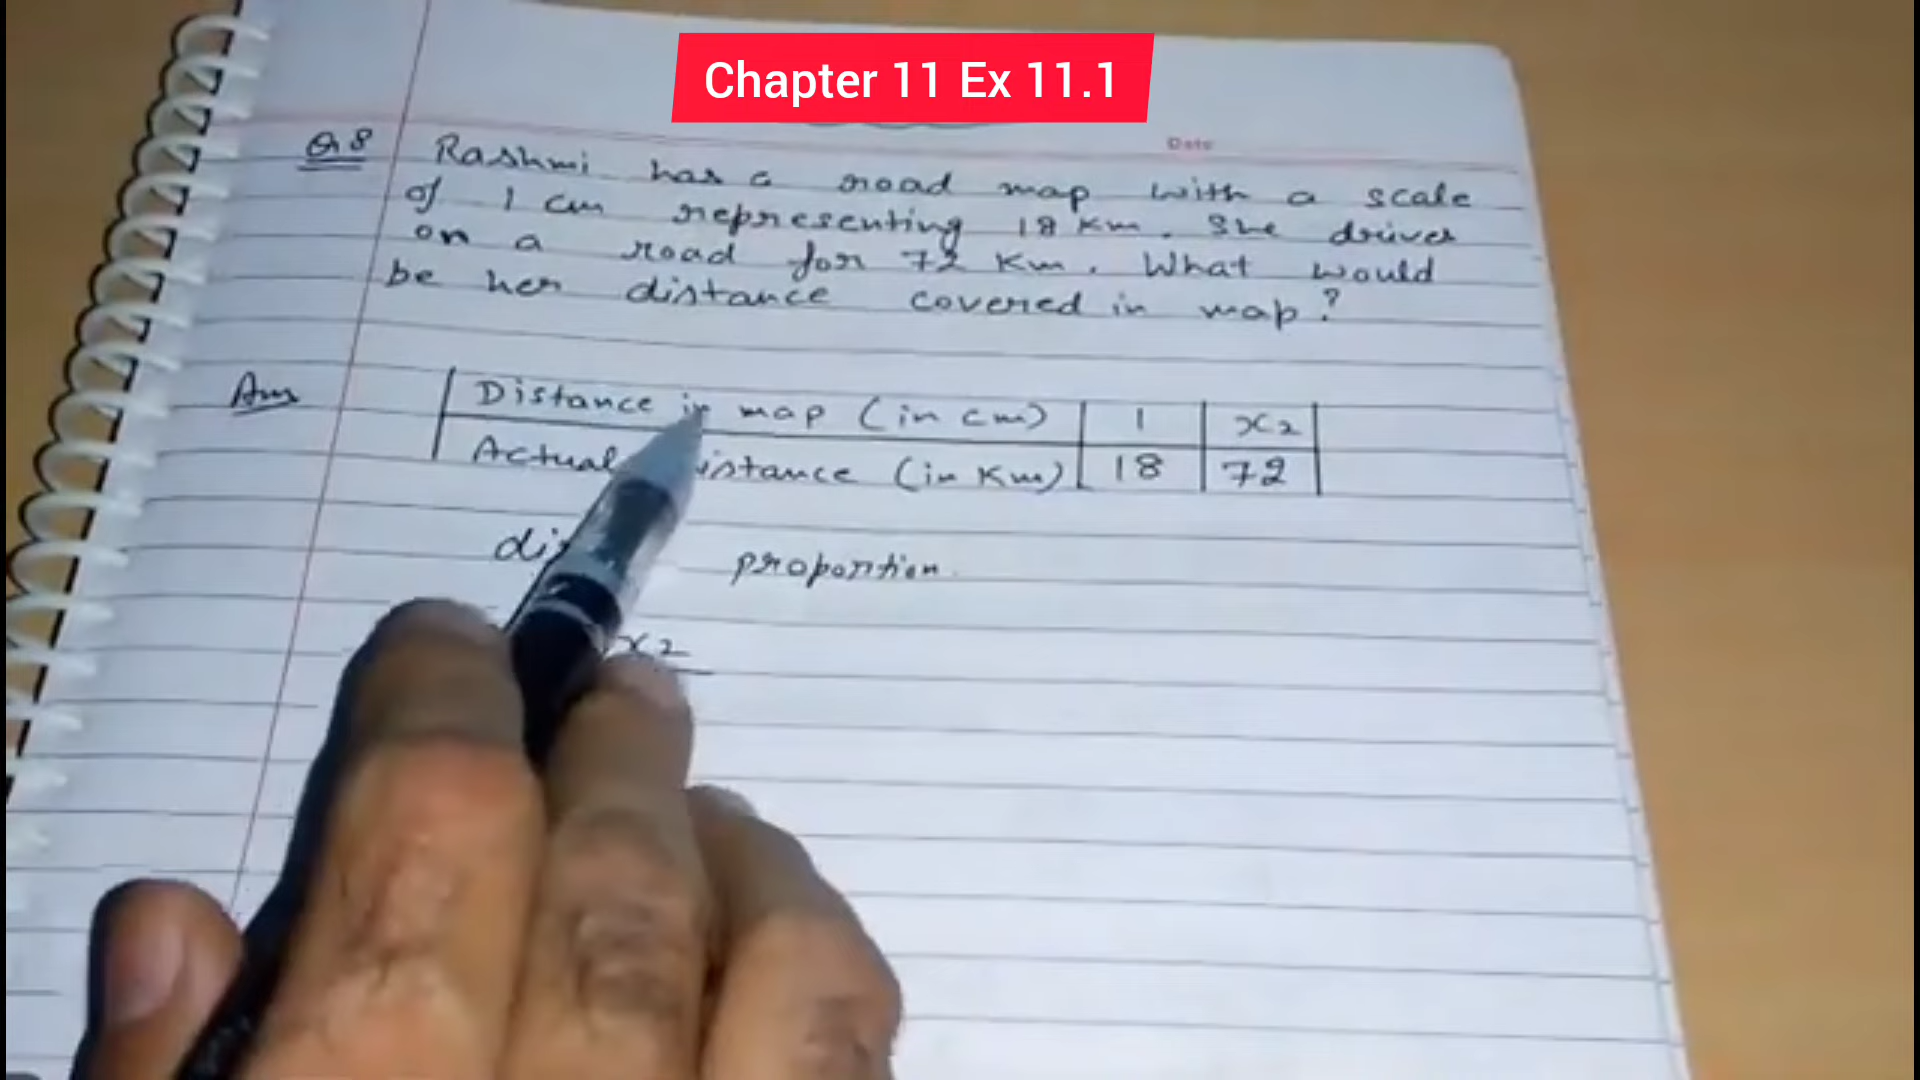 Chapter 11 Ex 11.1
Date
Q 8 Rashmi has a road map with a scale
of 1 cm representing 18 Km. She drives
on a road for 72 Km. What would
be her distance covered in map?
Ans
Distance in map (in cm) 1 x2
Actual distance (in Km) 18 72
proportion
x2